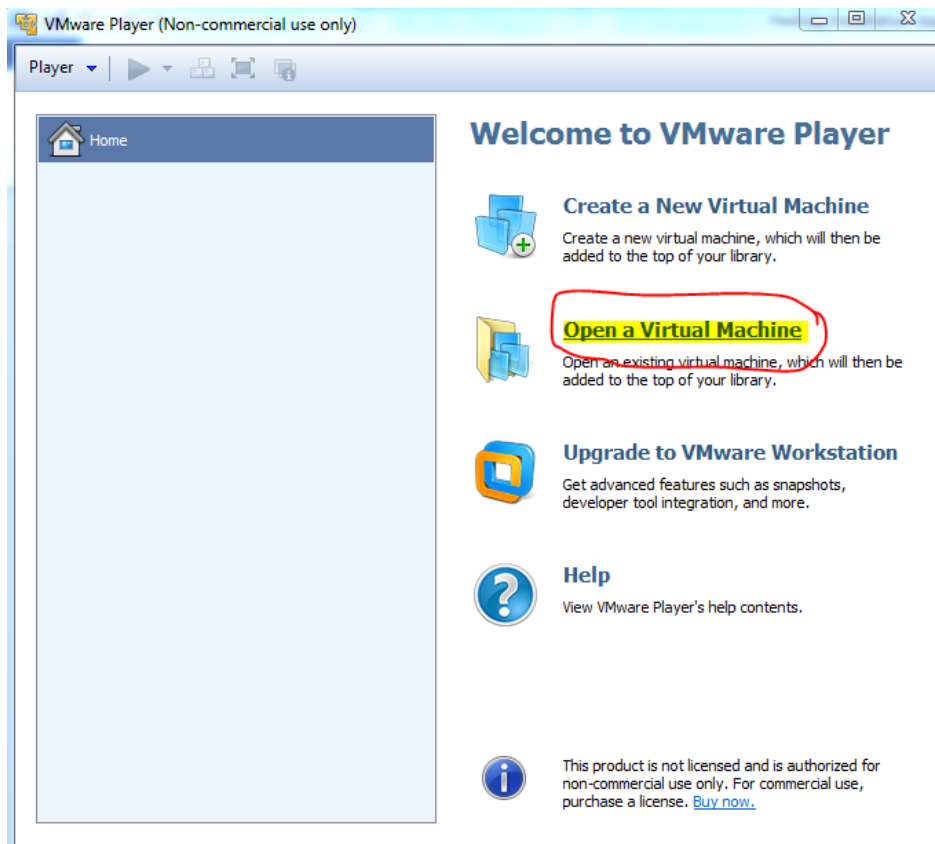 VMware Player (Non-commercial use only)
Player
Home
Welcome to VMware Player
Create a New Virtual Machine
Create a new virtual machine, which will then be
added to the top of your library.
Open a Virtual Machine
Open an existing virtual machine, which will then be
added to the top of your library.
Upgrade to VMware Workstation
Get advanced features such as snapshots,
developer tool integration, and more.
Help
View VMware Player's help contents.
This product is not licensed and is authorized for
non-commercial use only. For commercial use,
purchase a license. Buy now.